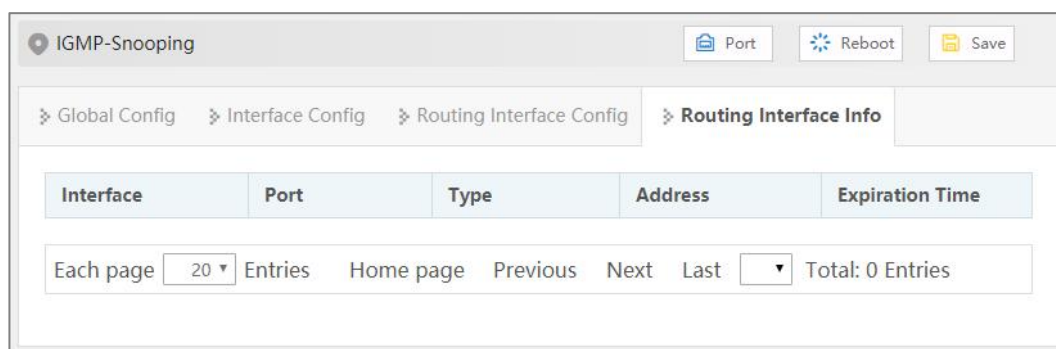 IGMP-Snooping Port Reboot Save
Global Config Interface Config Routing Interface Config Routing Interface Info
Interface Port Type Address Expiration Time
Each page 20 Entries Home page Previous Next Last Total: 0 Entries